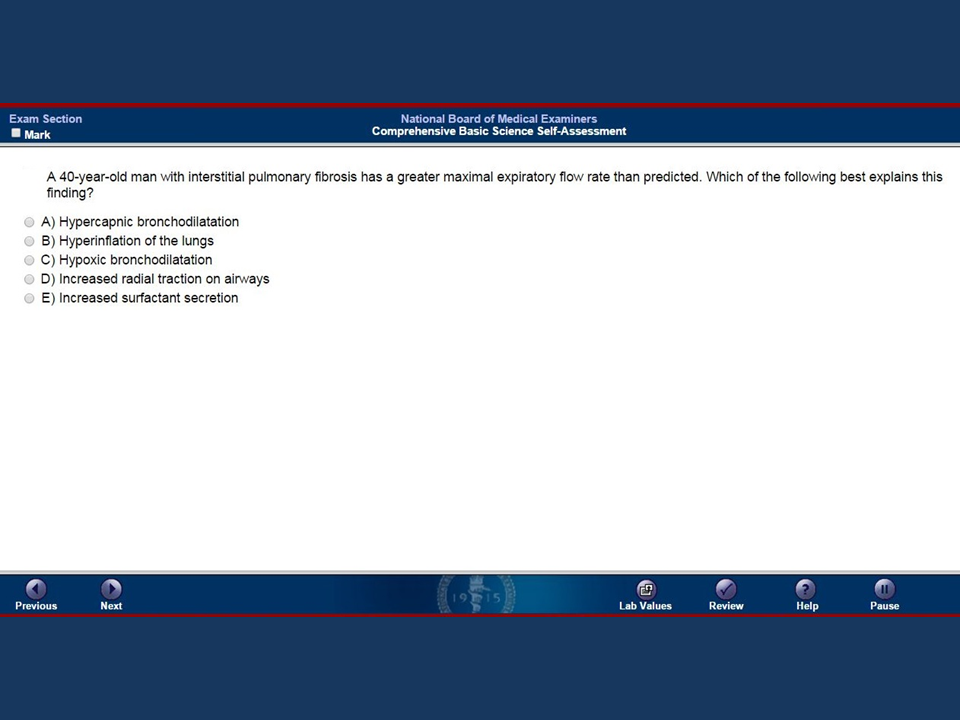 Exam Section
Mark
National Board of Medical Examiners
Comprehensive Basic Science Self-Assessment
A 40-year-old man with interstitial pulmonary fibrosis has a greater maximal expiratory flow rate than predicted. Which of the following best explains this
finding?
A) Hypercapnic bronchodilatation
B) Hyperinflation of the lungs
C) Hypoxic bronchodilatation
D) Increased radial traction on airways
E) Increased surfactant secretion
19 15
Previous
Next
Lab Values
Review
Help
Pause